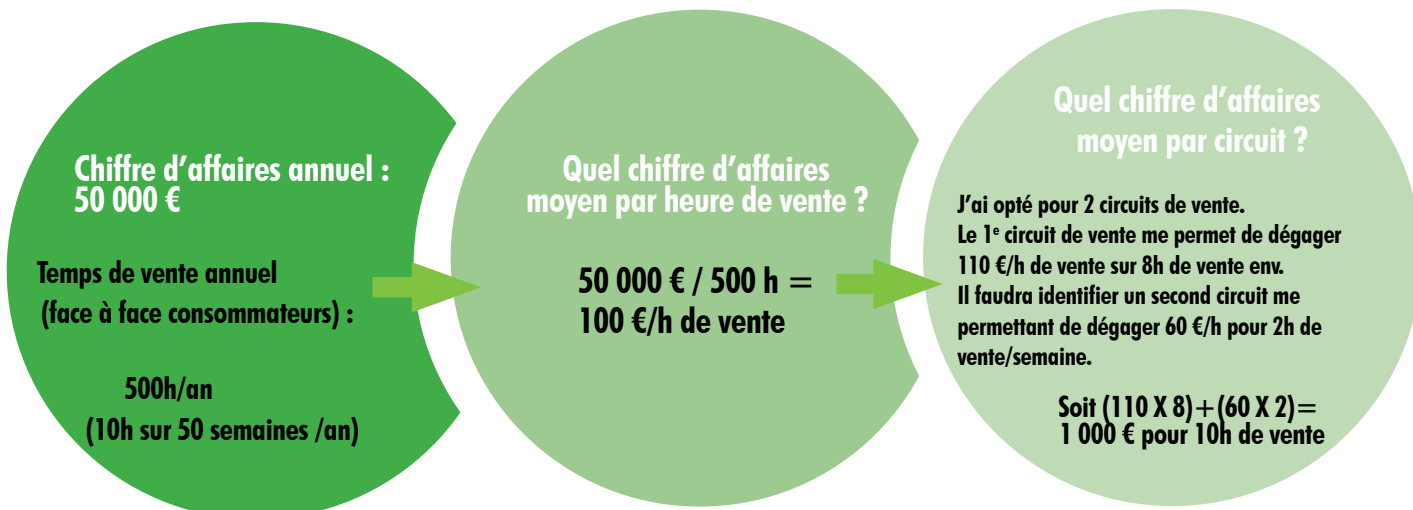 Chiffre d'affaires annuel :
50 000 €
Temps de vente annuel
(face à face consommateurs) :
500h/an
(10h sur 50 semaines /an)
Quel chiffre d'affaires
moyen par heure de vente ?
50 000 € / 500 h =
100 €/h de vente
Quel chiffre d'affaires
moyen par circuit ?
J'ai opté pour 2 circuits de vente.
Le 1e circuit de vente me permet de dégager
110 €/h de vente sur 8h de vente env.
Il faudra identifier un second circuit me
permettant de dégager 60 €/h pour 2h de
vente/semaine.
Soit (110 X 8)+(60 X 2)=
1 000 € pour 10h de vente